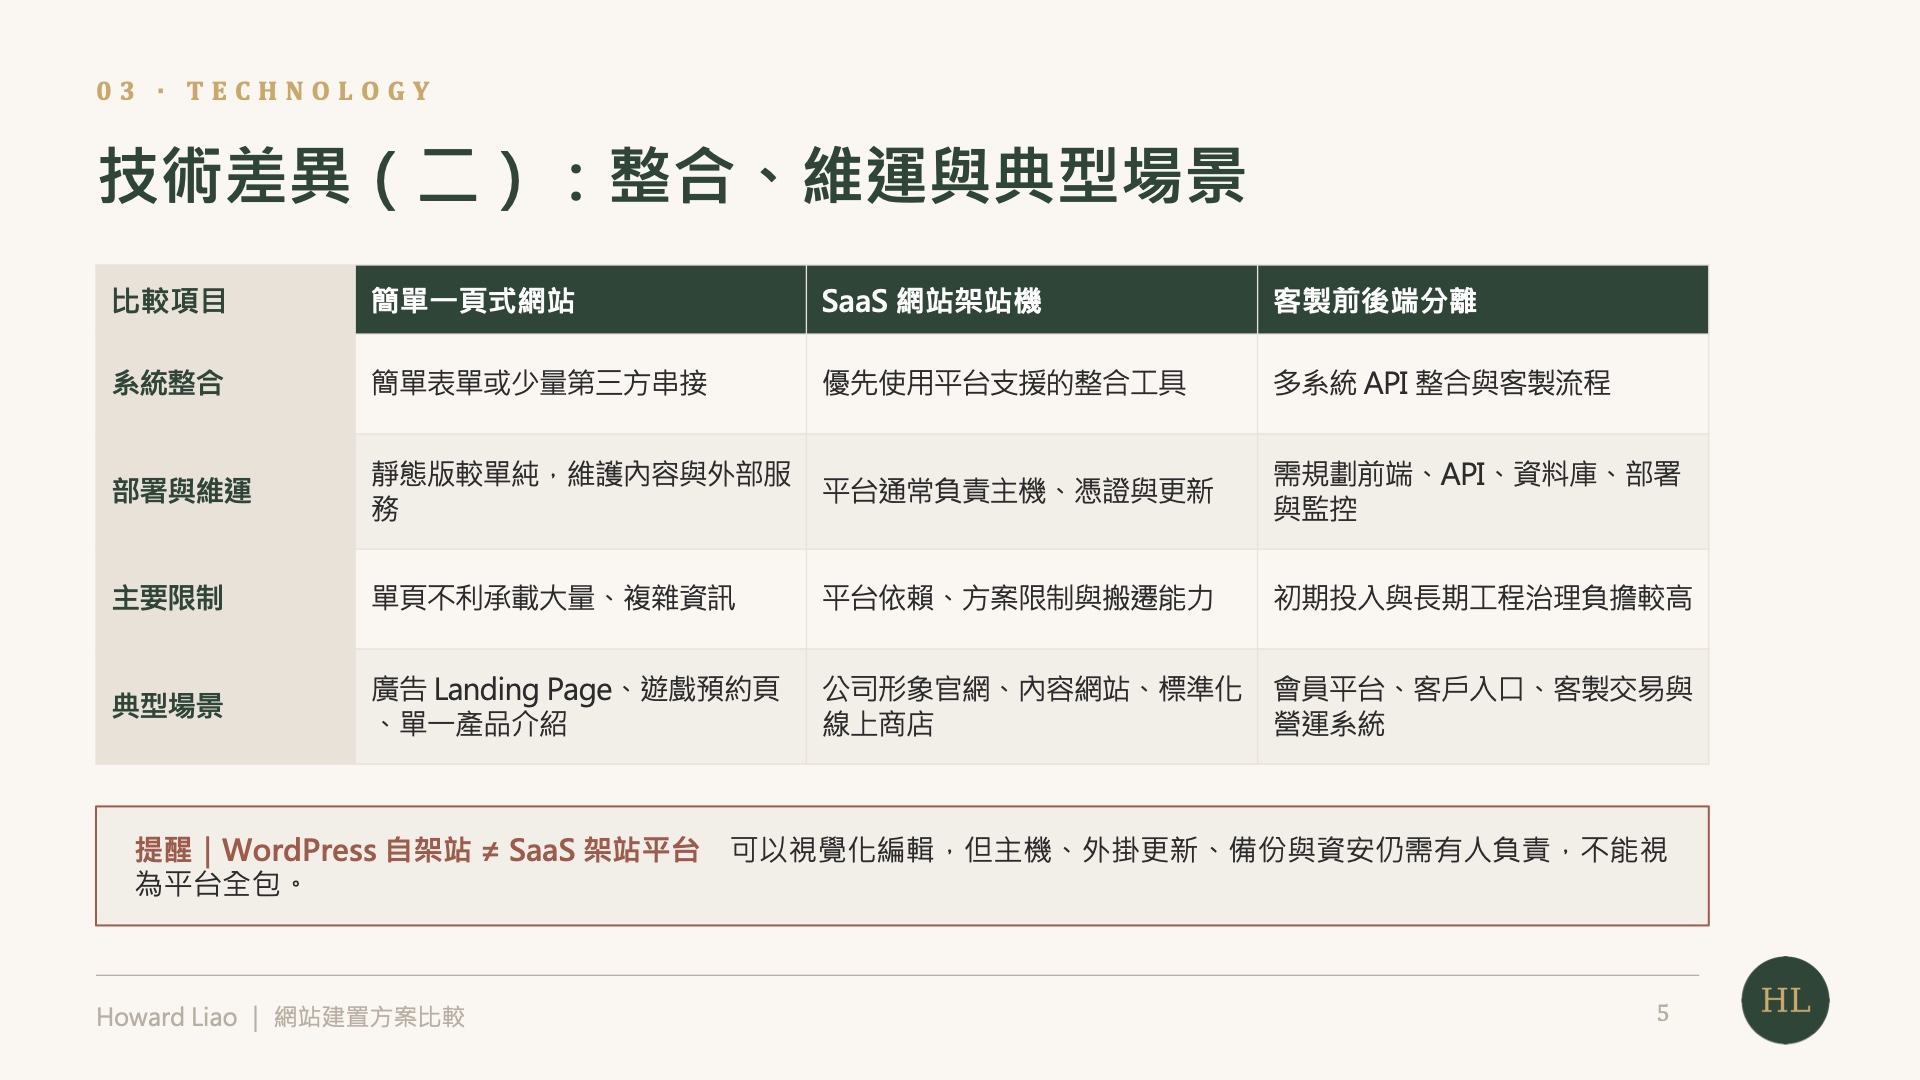 03 · TECHNOLOGY
技術差異（二）：整合、維運與典型場景
比較項目
簡單一頁式網站
SaaS 網站架站機
客製前後端分離
系統整合
簡單表單或少量第三方串接
優先使用平台支援的整合工具
多系統 API 整合與客製流程
部署與維運
靜態版較單純，維護內容與外部服
務
平台通常負責主機、憑證與更新
需規劃前端、API、資料庫、部署
與監控
主要限制
單頁不利承載大量、複雜資訊
平台依賴、方案限制與搬遷能力
初期投入與長期工程治理負擔較高
典型場景
廣告 Landing Page、遊戲預約頁
、單一產品介紹
公司形象官網、內容網站、標準化
線上商店
會員平台、客戶入口、客製交易與
營運系統
提醒｜WordPress 自架站 ≠ SaaS 架站平台　可以視覺化編輯，但主機、外掛更新、備份與資安仍需有人負責，不能視
為平台全包。
Howard Liao ｜ 網站建置方案比較
5
HL